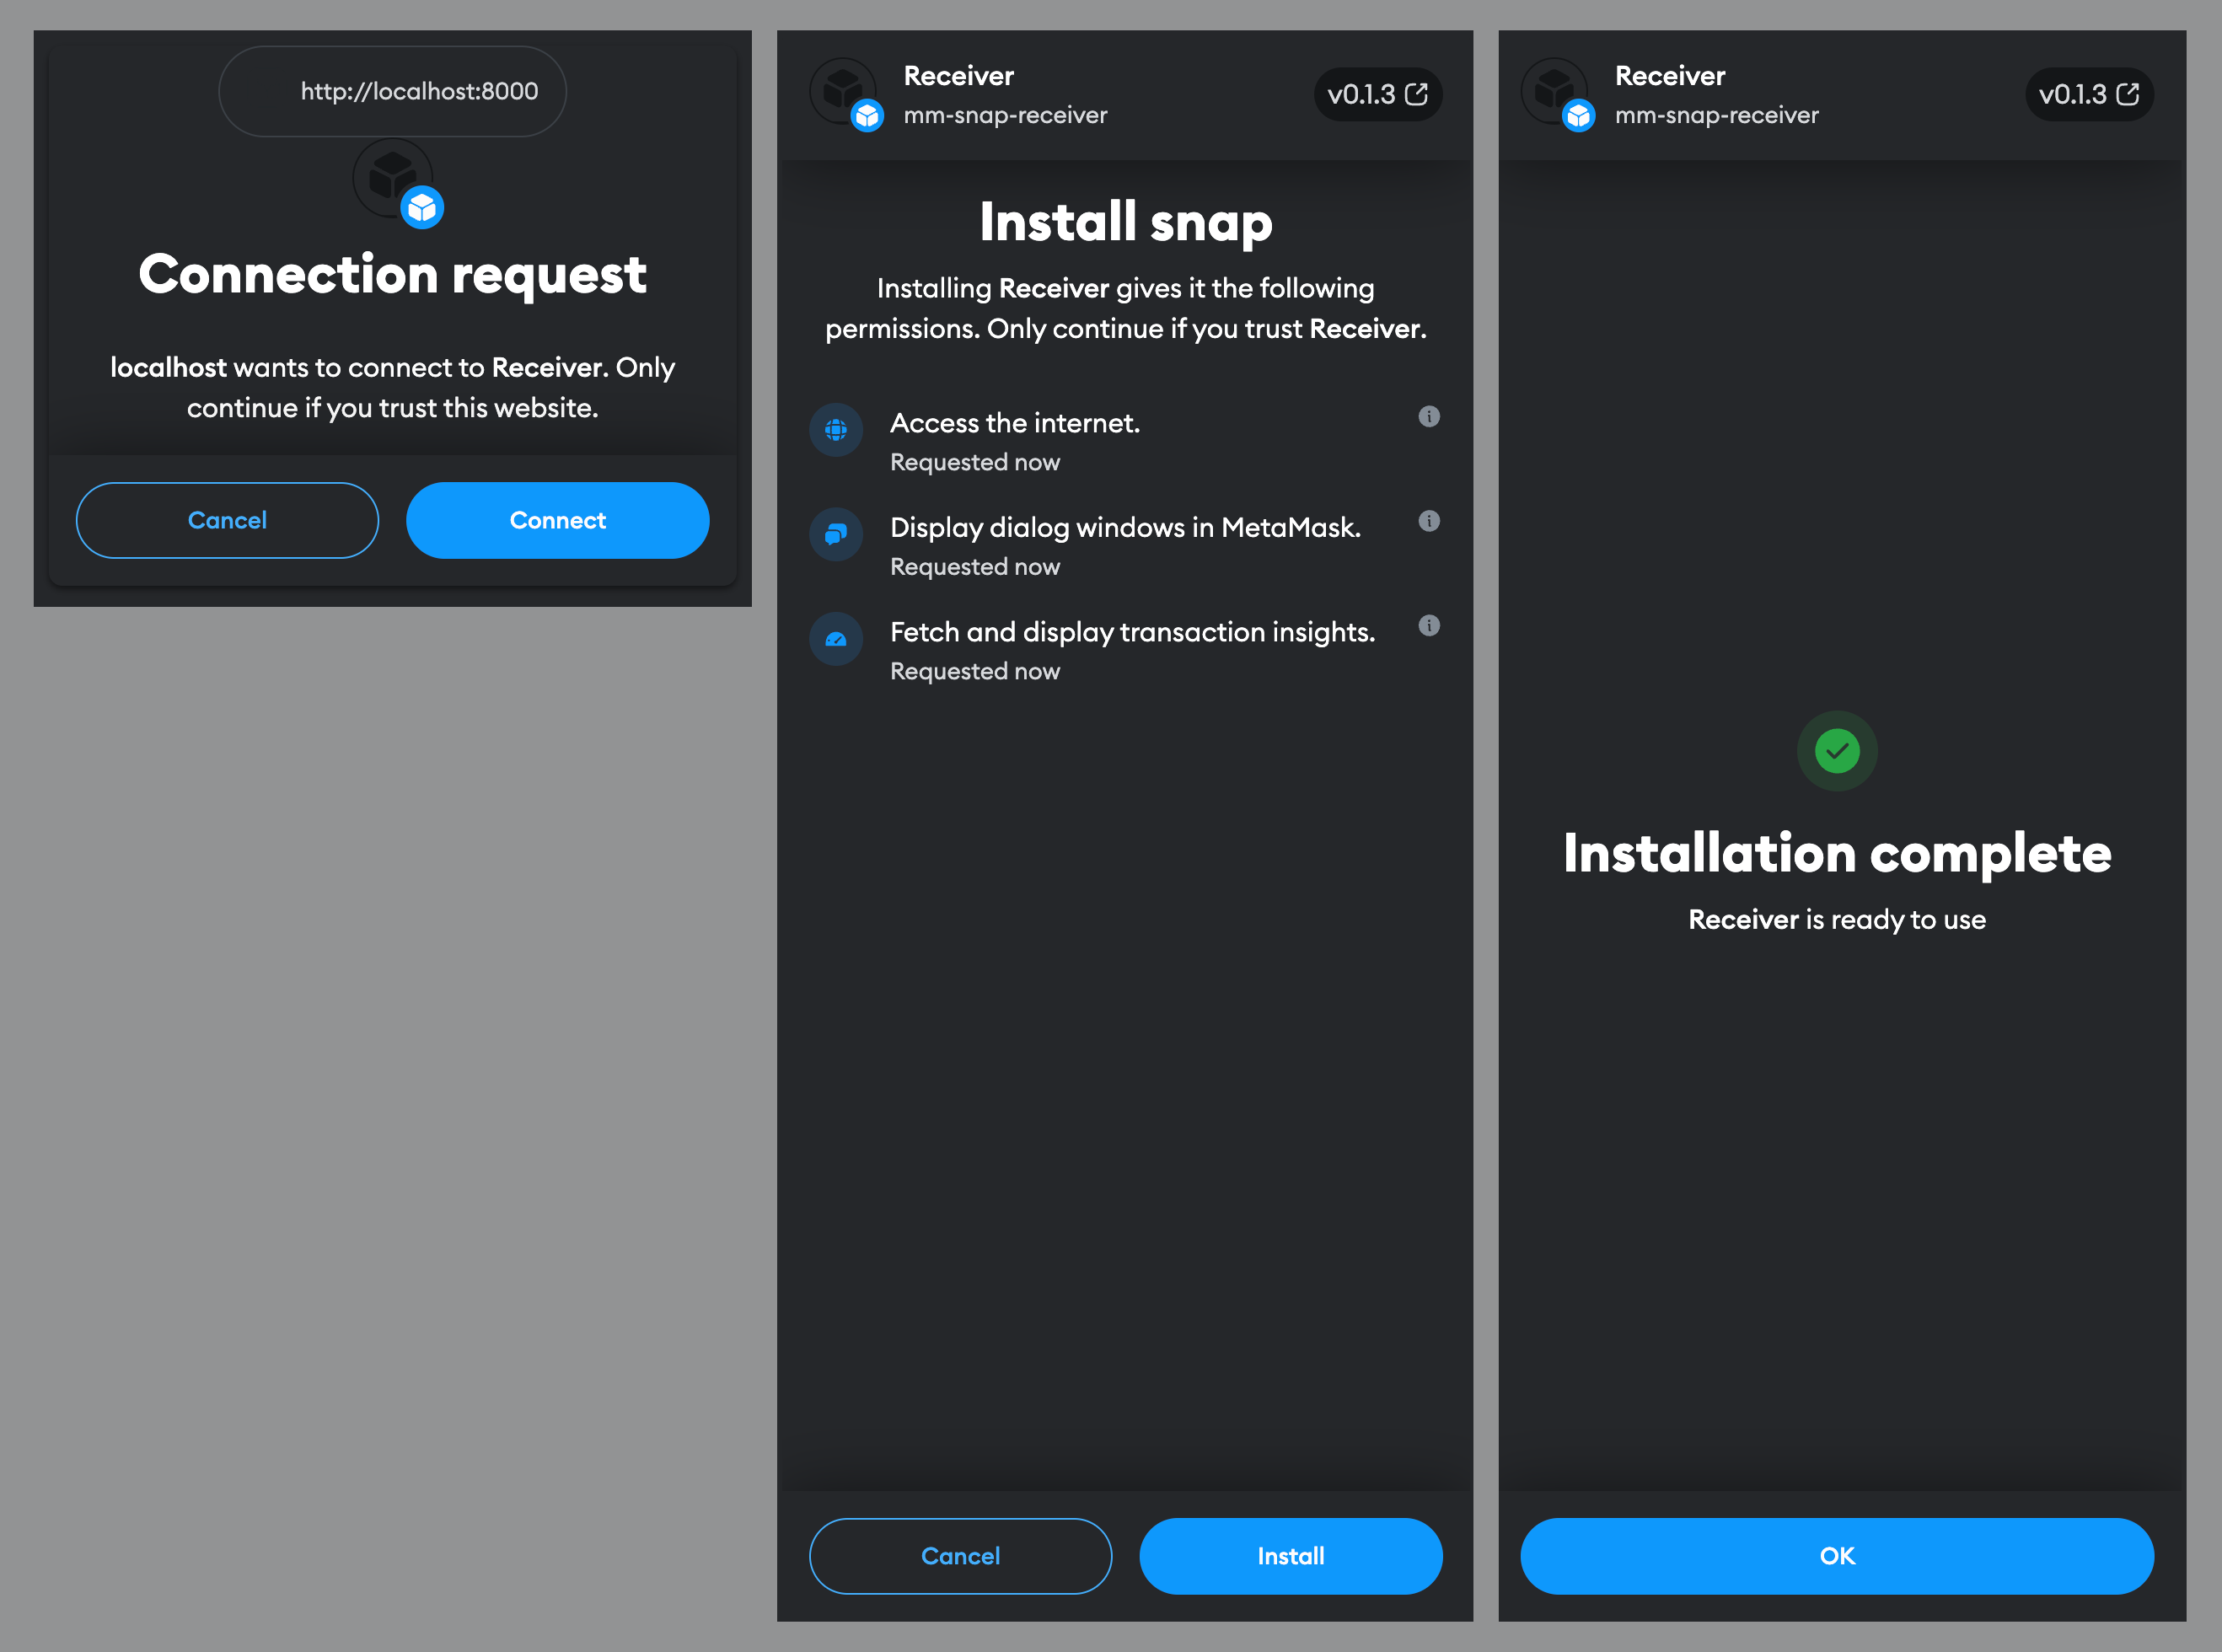 http://localhost:8000
Connection request
localhost wants to connect to Receiver. Only
continue if you trust this website.
Cancel
Connect
Receiver
mm-snap-receiver
v0.1.3
Install snap
Installing Receiver gives it the following
permissions. Only continue if you trust Receiver.
Access the internet.
Requested now
Display dialog windows in MetaMask.
Requested now
Fetch and display transaction insights.
Requested now
Cancel
Install
Receiver
mm-snap-receiver
v0.1.3
Installation complete
Receiver is ready to use
OK